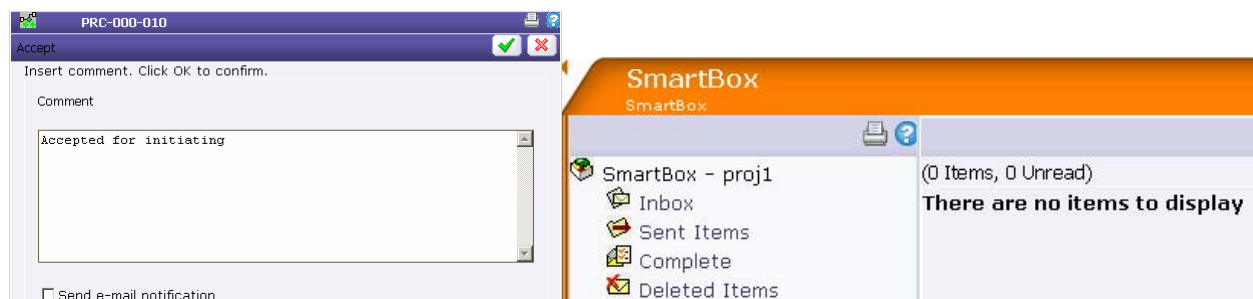 PRC-000-010
Accept
Insert comment. Click OK to confirm.
Comment
Accepted for initiating
Send e-mail notification
SmartBox
SmartBox
SmartBox - proj1
Inbox
Sent Items
Complete
Deleted Items
(0 Items, 0 Unread)
There are no items to display